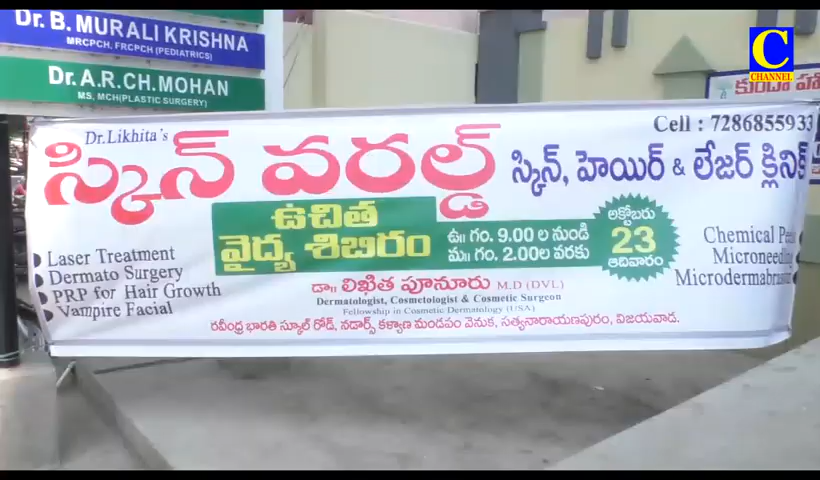 Dr. B. MURALI KRISHNA
MRCPCH, FRCPCH (PEDIATRICS)
Dr. A.R.CH.MOHAN
MS, MCH(PLASTIC SURGERY)
C
CHANNEL
Dr.Likhita's
Cell : 7286855933
స్కిన్ వరల్డ్
స్కిన్, హెయిర్ & లేజర్ క్లినిక్
ఉచిత
వైద్య శిబిరం
ఉ॥ గం. 9.00 ల నుండి
మ॥ గం. 2.00ల వరకు
అక్టోబరు
23
ఆదివారం
Laser Treatment
Dermato Surgery
PRP for Hair Growth
Vampire Facial
Chemical
డా॥ లిఖిత పూనూరు M.D (DVL)
Dermatologist, Cosmetologist & Cosmetic Surgeon
Fellowship in Cosmetic Dermatology (USA)
రవీంధ్ర భారతి స్కూల్ రోడ్, నడార్స్ కళ్యాణ మండపం వెనుక, సత్యనారాయణపురం, విజయవాడ.